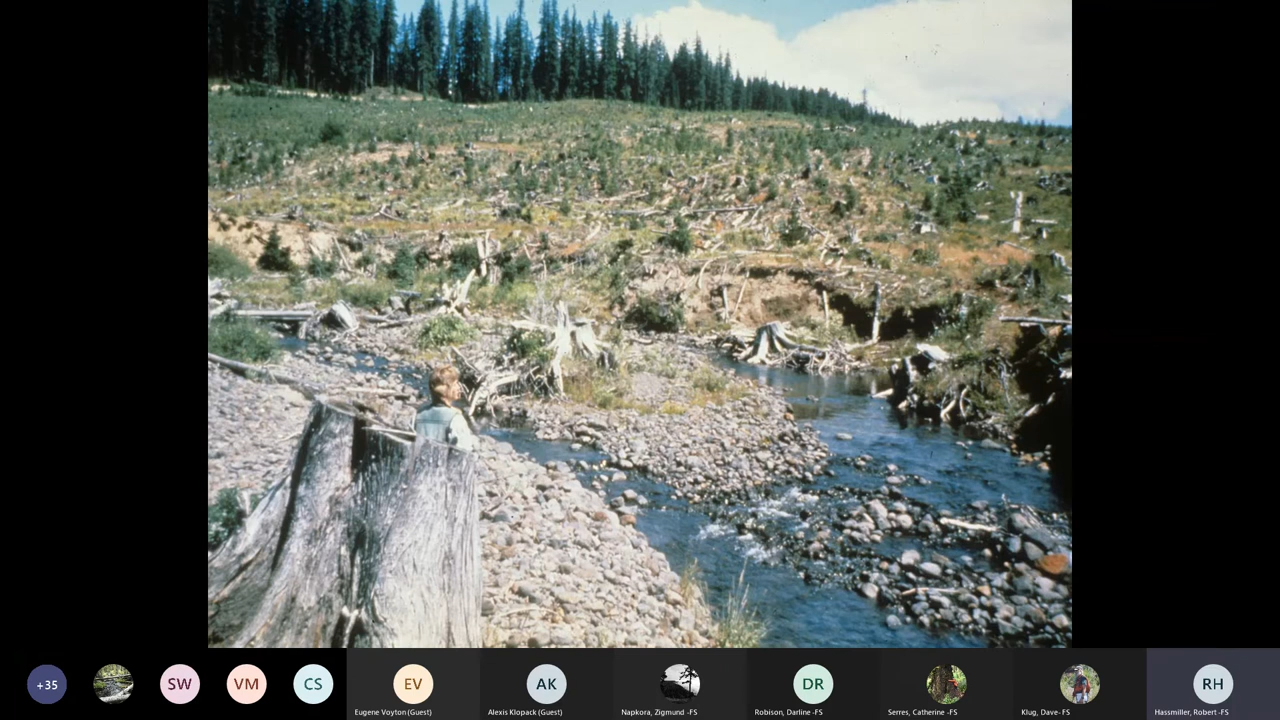 +35
SW
VM
CS
EV
AK
DR
RH
Eugene Voyton (Guest)
Alexis Klopack (Guest)
Napkora, Zigmund -FS
Robison, Darline -FS
Serres, Catherine -FS
Klug, Dave- FS
Hassmiller, Robert -FS